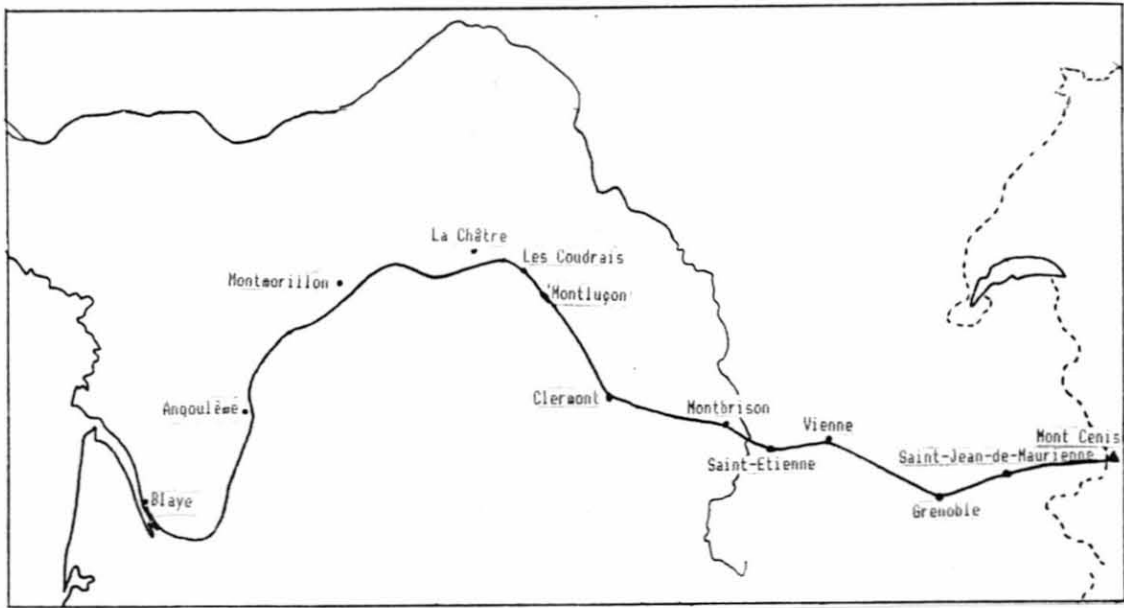 La Châtre
Les Coudrais
Montmorillon
Montluçon
Angoulême
Clermont
Montbrison
Vienne
Mont Cenis
Saint-Etienne
Saint-Jean-de-Maurienne
Blaye
Grenoble